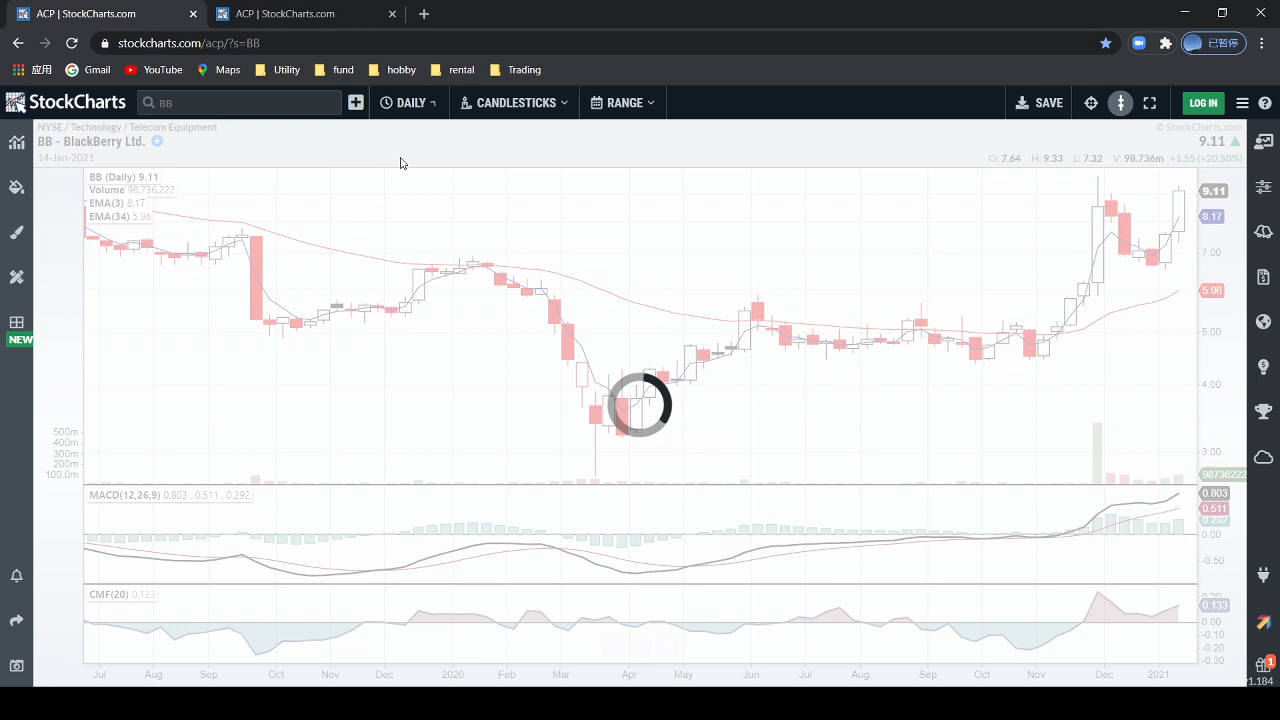 ACP | StockCharts.com
ACP | StockCharts.com
stockcharts.com/acp/?s=BB
已暂停
应用
Gmail
YouTube
Maps
Utility
fund
hobby
rental
Trading
StockCharts
BB
DAILY
CANDLESTICKS
RANGE
SAVE
LOG IN
NYSE / Technology / Telecom Equipment
© StockCharts.com
BB - BlackBerry Ltd.
9.11
14-Jan-2021
O: 7.64 H: 9.33 L: 7.32 V: 98.736m +1.55 (+20.50%)
BB (Daily) 9.11
Volume 98,736,222
EMA(3) 8.17
EMA(34) 5.96
9.11
8.17
7.00
5.96
5.00
4.00
3.00
NEW
500m
400m
300m
200m
100.0m
98736222
MACD(12,26,9) 0.803 , 0.511 , 0.292
0.803
0.511
0.292
0.00
-0.50
CMF(20) 0.133
0.20
0.133
0.00
-0.10
-0.20
-0.30
Jul Aug Sep Oct Nov Dec 2020 Feb Mar Apr May Jun Jul Aug Sep Oct Nov Dec 2021
1
1.184